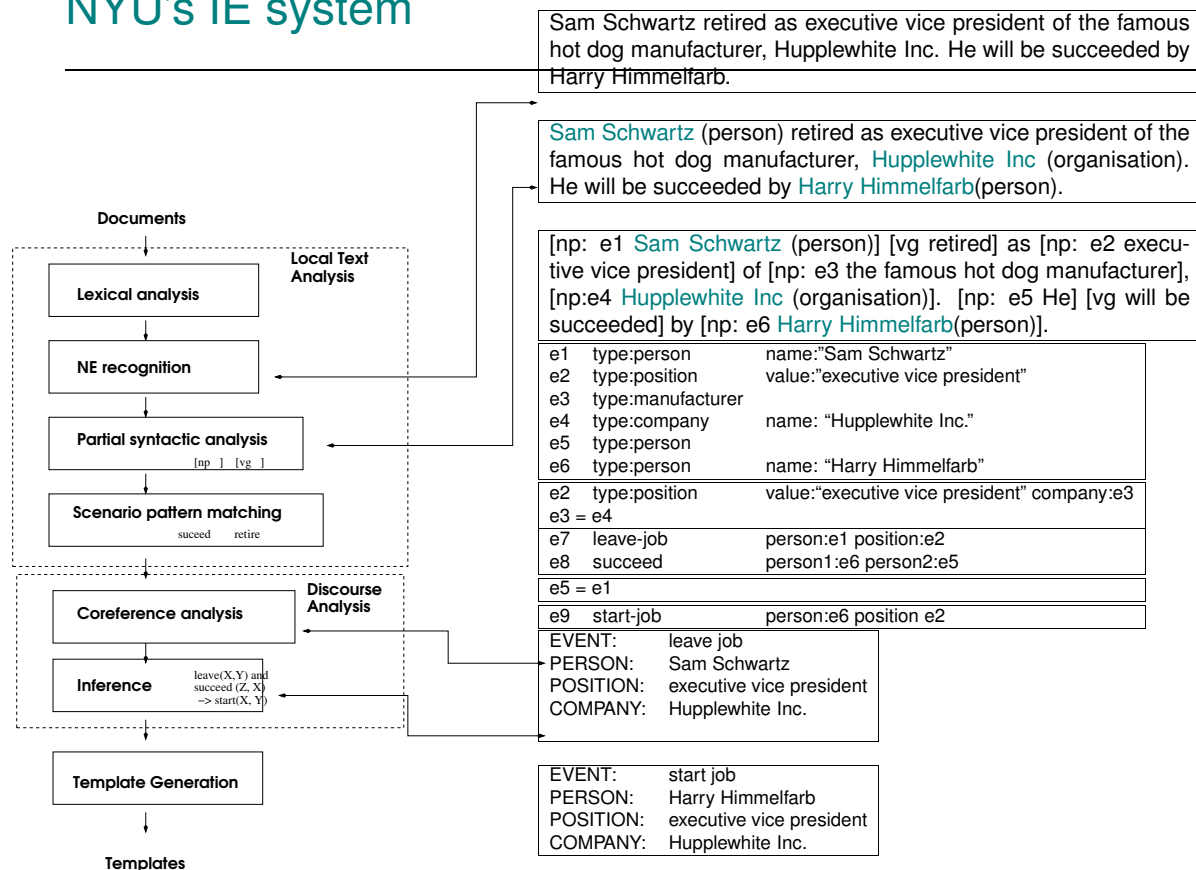 NYU's IE system
Sam Schwartz retired as executive vice president of the famous
hot dog manufacturer, Hupplewhite Inc. He will be succeeded by
Harry Himmelfarb.
Sam Schwartz (person) retired as executive vice president of the
famous hot dog manufacturer, Hupplewhite Inc (organisation).
He will be succeeded by Harry Himmelfarb(person).
[np: e1 Sam Schwartz (person)] [vg retired] as [np: e2 execu-
tive vice president] of [np: e3 the famous hot dog manufacturer],
[np:e4 Hupplewhite Inc (organisation)]. [np: e5 He] [vg will be
succeeded] by [np: e6 Harry Himmelfarb(person)].
e1 type:person name:"Sam Schwartz"
e2 type:position value:"executive vice president"
e3 type:manufacturer
e4 type:company name: "Hupplewhite Inc."
e5 type:person
e6 type:person name: "Harry Himmelfarb"
e2 type:position value:"executive vice president" company:e3
e3 = e4
e7 leave-job person:e1 position:e2
e8 succeed person1:e6 person2:e5
e5 = e1
e9 start-job person:e6 position e2
EVENT: leave job
PERSON: Sam Schwartz
POSITION: executive vice president
COMPANY: Hupplewhite Inc.
EVENT: start job
PERSON: Harry Himmelfarb
POSITION: executive vice president
COMPANY: Hupplewhite Inc.
Documents
Local Text
Analysis
Lexical analysis
NE recognition
Partial syntactic analysis
[np ] [vg ]
Scenario pattern matching
suceed retire
Discourse
Analysis
Coreference analysis
Inference
leave(X,Y) and
succeed (Z, X)
−> start(X, Y)
Template Generation
Templates